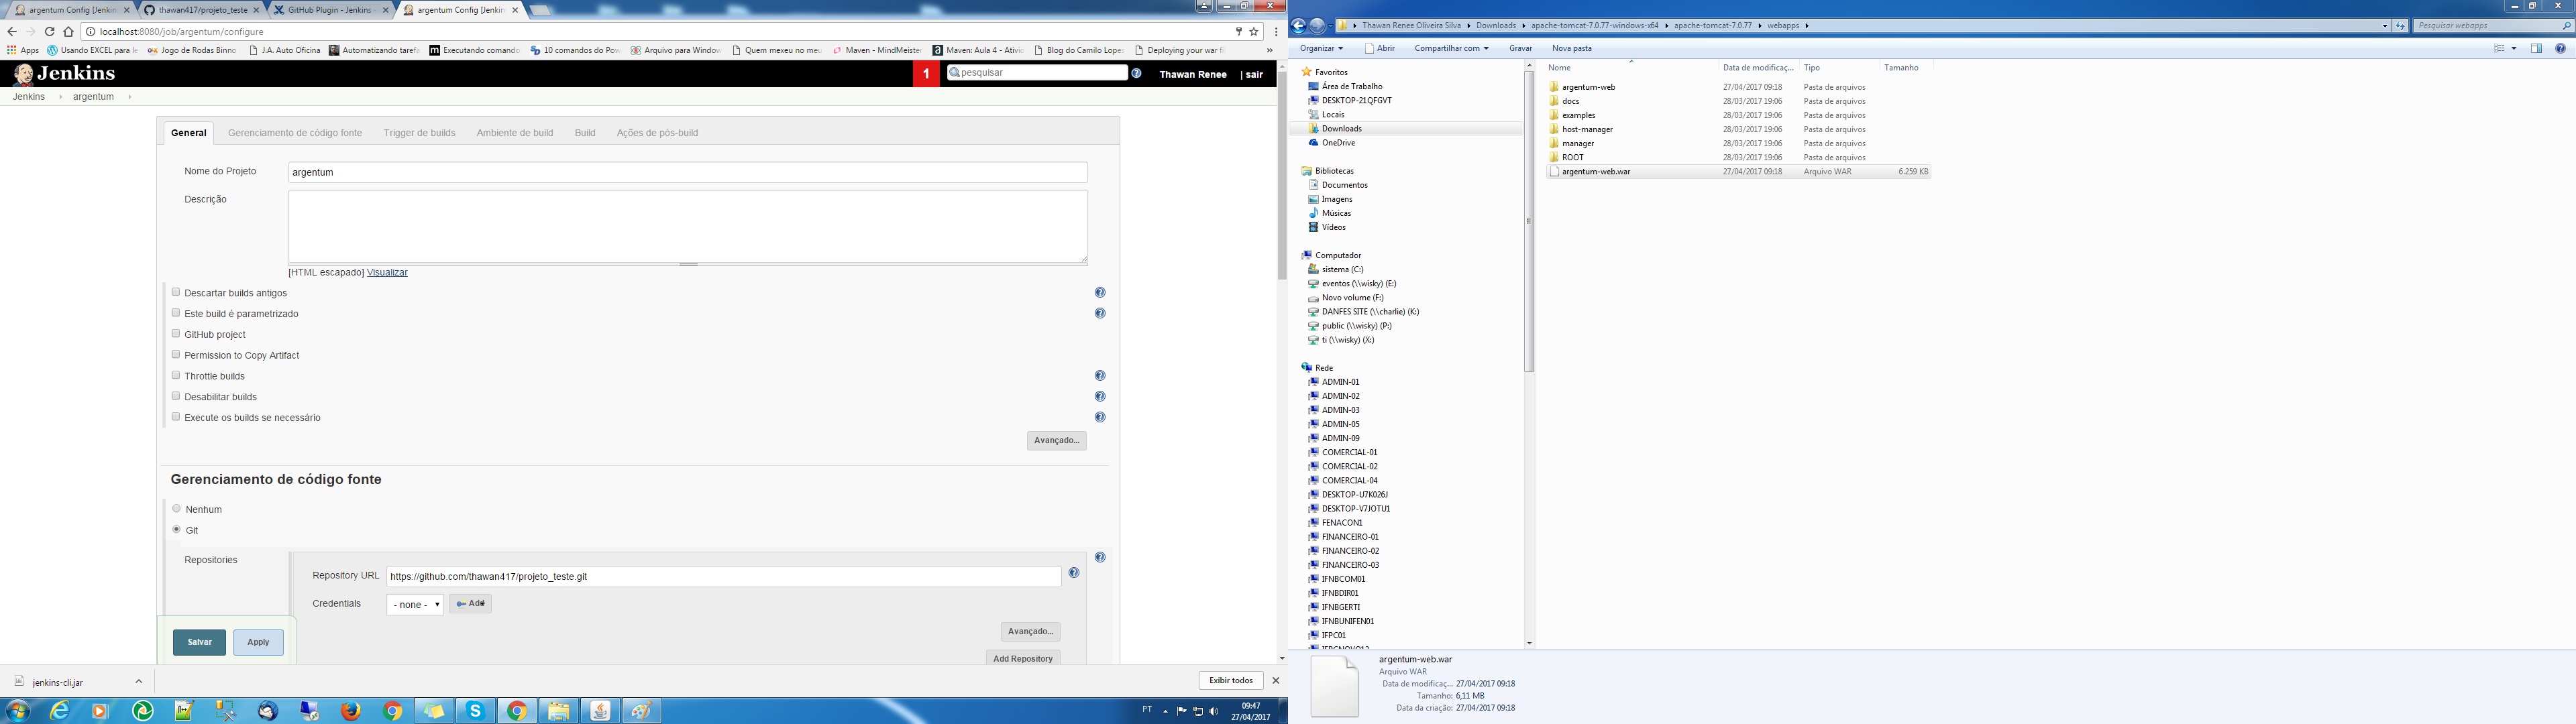 argentum Config [Jenkin
thawan417/projeto_teste
GitHub Plugin - Jenkins -
argentum Config [Jenkin
localhost:8080/job/argentum/configure
Apps
Usando EXCEL para le
Jogo de Rodas Binno
J.A. Auto Oficina
Automatizando tarefa
Executando comando
10 comandos do Pow
Arquivo para Window
Quem mexeu no meu
Maven - MindMeister
Maven: Aula 4 - Ativid
Blog do Camilo Lopes
Deploying your war fi
»
Jenkins
1
pesquisar
Thawan Renee
| sair
Jenkins
argentum
General
Gerenciamento de código fonte
Trigger de builds
Ambiente de build
Build
Ações de pós-build
Nome do Projeto
argentum
Descrição
[HTML escapado] Visualizar
Descartar builds antigos
Este build é parametrizado
GitHub project
Permission to Copy Artifact
Throttle builds
Desabilitar builds
Execute os builds se necessário
Avançado...
Gerenciamento de código fonte
Nenhum
Git
Repositories
Repository URL
https://github.com/thawan417/projeto_teste.git
Credentials
- none -
Add
Avançado...
Add Repository
Salvar
Apply
jenkins-cli.jar
Exibir todos
PT
09:47
27/04/2017
Thawan Renee Oliveira Silva
Downloads
apache-tomcat-7.0.77-windows-x64
apache-tomcat-7.0.77
webapps
Pesquisar webapps
Organizar
Abrir
Compartilhar com
Gravar
Nova pasta
Favoritos
Área de Trabalho
DESKTOP-21QFGVT
Locais
Downloads
OneDrive
Bibliotecas
Documentos
Imagens
Músicas
Vídeos
Computador
sistema (C:)
eventos (\\wisky) (E:)
Novo volume (F:)
DANFES SITE (\\charlie) (K:)
public (\\wisky) (P:)
ti (\\wisky) (X:)
Rede
ADMIN-01
ADMIN-02
ADMIN-03
ADMIN-05
ADMIN-09
COMERCIAL-01
COMERCIAL-02
COMERCIAL-04
DESKTOP-U7K026J
DESKTOP-V7JOTU1
FENACON1
FINANCEIRO-01
FINANCEIRO-02
FINANCEIRO-03
IFNBCOM01
IFNBDIR01
IFNBGERTI
IFNBUNIFEN01
IFPC01
Nome
Data de modificaç...
Tipo
Tamanho
argentum-web 27/04/2017 09:18 Pasta de arquivos
docs 28/03/2017 19:06 Pasta de arquivos
examples 28/03/2017 19:06 Pasta de arquivos
host-manager 28/03/2017 19:06 Pasta de arquivos
manager 28/03/2017 19:06 Pasta de arquivos
ROOT 28/03/2017 19:06 Pasta de arquivos
argentum-web.war 27/04/2017 09:18 Arquivo WAR 6.259 KB
argentum-web.war
Arquivo WAR
Data de modificaç... 27/04/2017 09:18
Tamanho: 6,11 MB
Data da criação: 27/04/2017 09:18